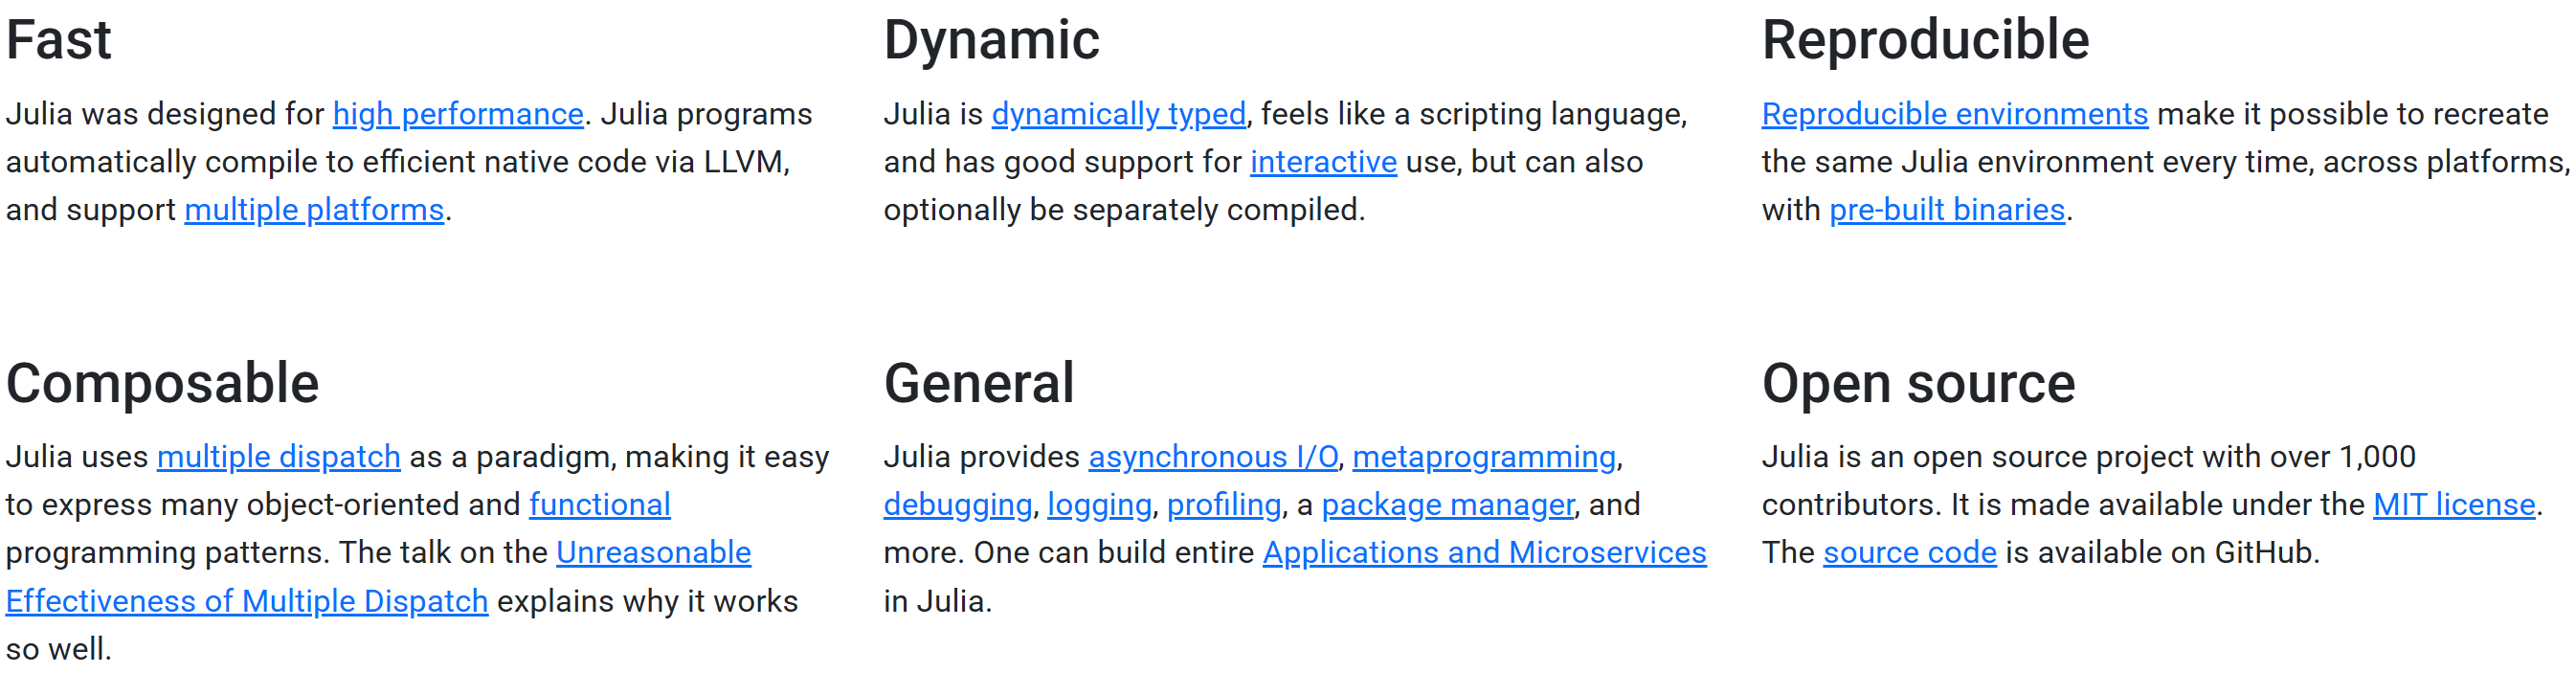 Fast
Julia was designed for high performance. Julia programs
automatically compile to efficient native code via LLVM,
and support multiple platforms.
Dynamic
Julia is dynamically typed, feels like a scripting language,
and has good support for interactive use, but can also
optionally be separately compiled.
Reproducible
Reproducible environments make it possible to recreate
the same Julia environment every time, across platforms,
with pre-built binaries.
Composable
Julia uses multiple dispatch as a paradigm, making it easy
to express many object-oriented and functional
programming patterns. The talk on the Unreasonable
Effectiveness of Multiple Dispatch explains why it works
so well.
General
Julia provides asynchronous I/O, metaprogramming,
debugging, logging, profiling, a package manager, and
more. One can build entire Applications and Microservices
in Julia.
Open source
Julia is an open source project with over 1,000
contributors. It is made available under the MIT license.
The source code is available on GitHub.